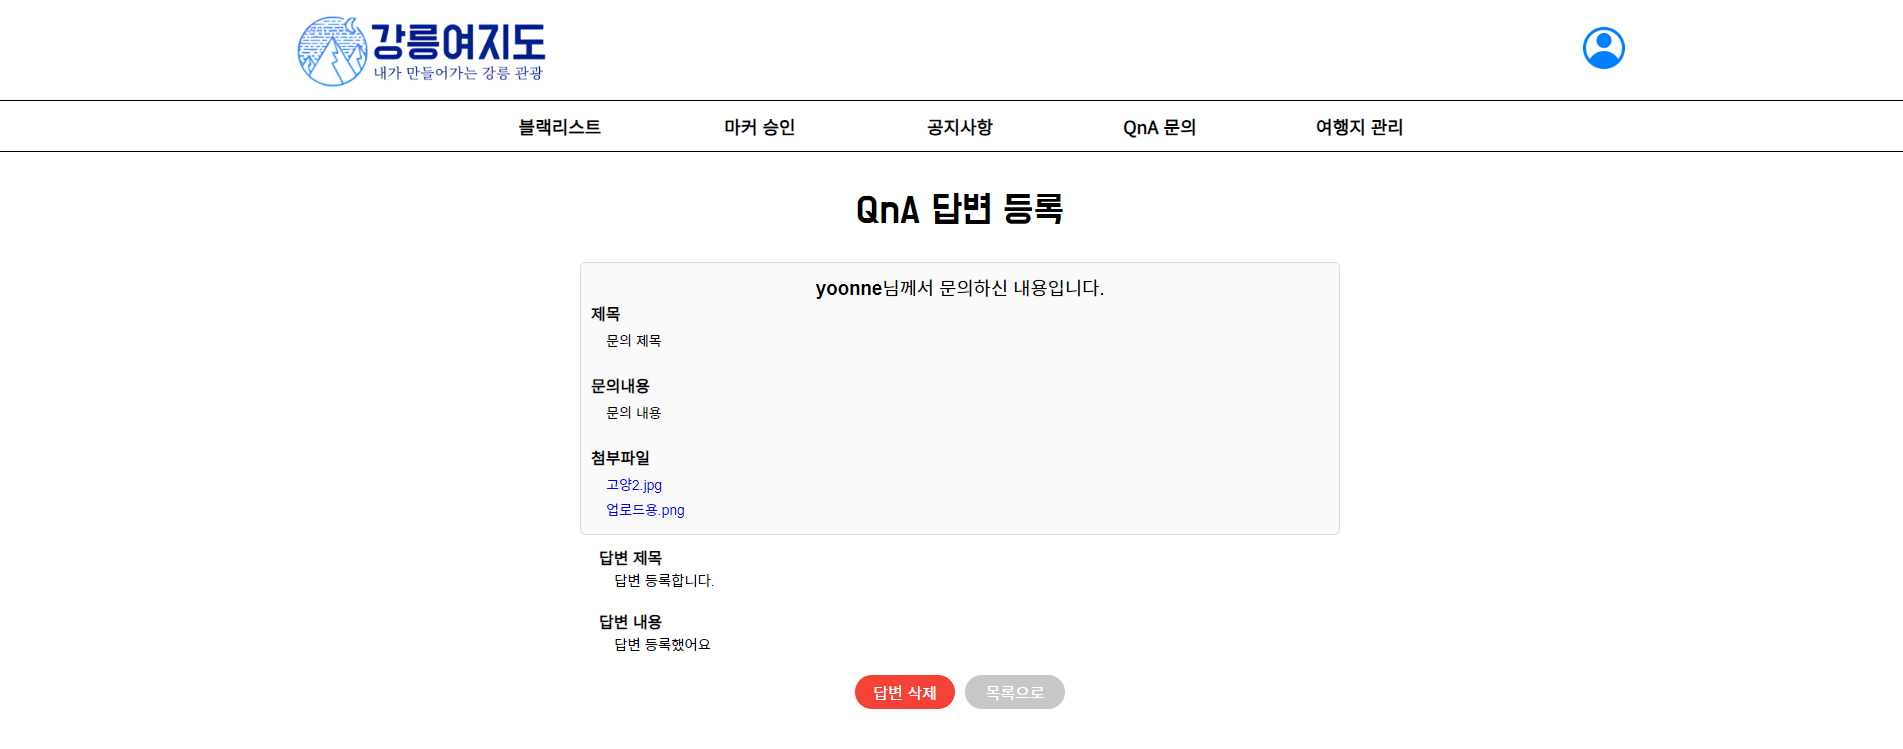 강릉여지도
내가 만들어가는 강릉 관광
블랙리스트 마커 승인 공지사항 QnA 문의 여행지 관리
QnA 답변 등록
yoonne님께서 문의하신 내용입니다.
제목
문의 제목
문의내용
문의 내용
첨부파일
고양2.jpg
업로드용.png
답변 제목
답변 등록합니다.
답변 내용
답변 등록했어요
답변 삭제 목록으로